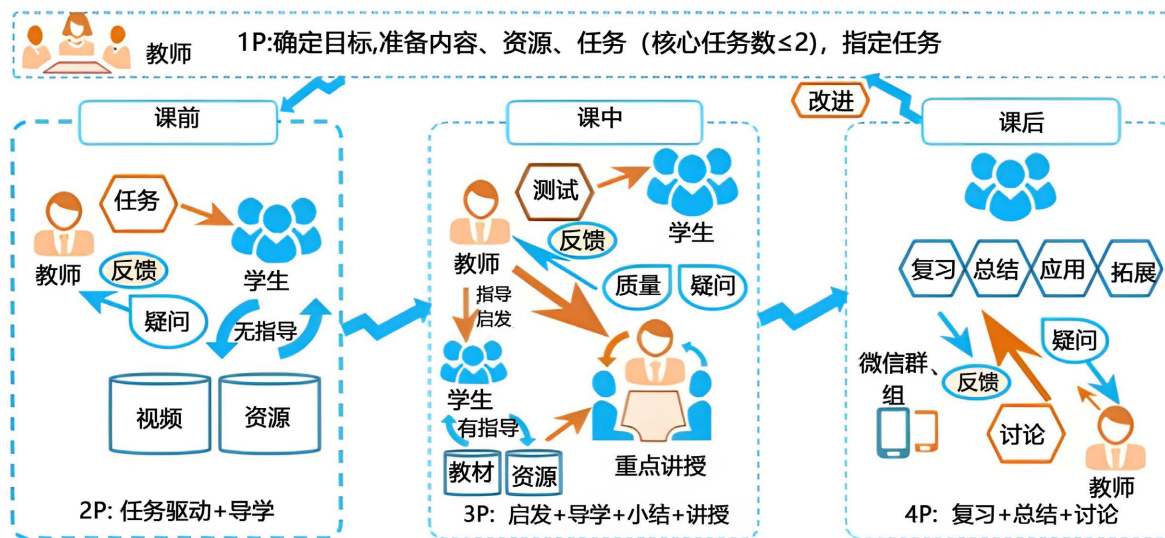 1P:确定目标,准备内容、资源、任务（核心任务数≤2），指定任务
教师
改进
课前
任务
教师
反馈
学生
疑问
无指导
视频
资源
2P: 任务驱动+导学
课中
测试
学生
教师
反馈
质量
疑问
指导
启发
学生
有指导
教材
资源
重点讲授
3P: 启发+导学+小结+讲授
课后
复习
总结
应用
拓展
疑问
微信群、
组
反馈
讨论
教师
4P: 复习+总结+讨论